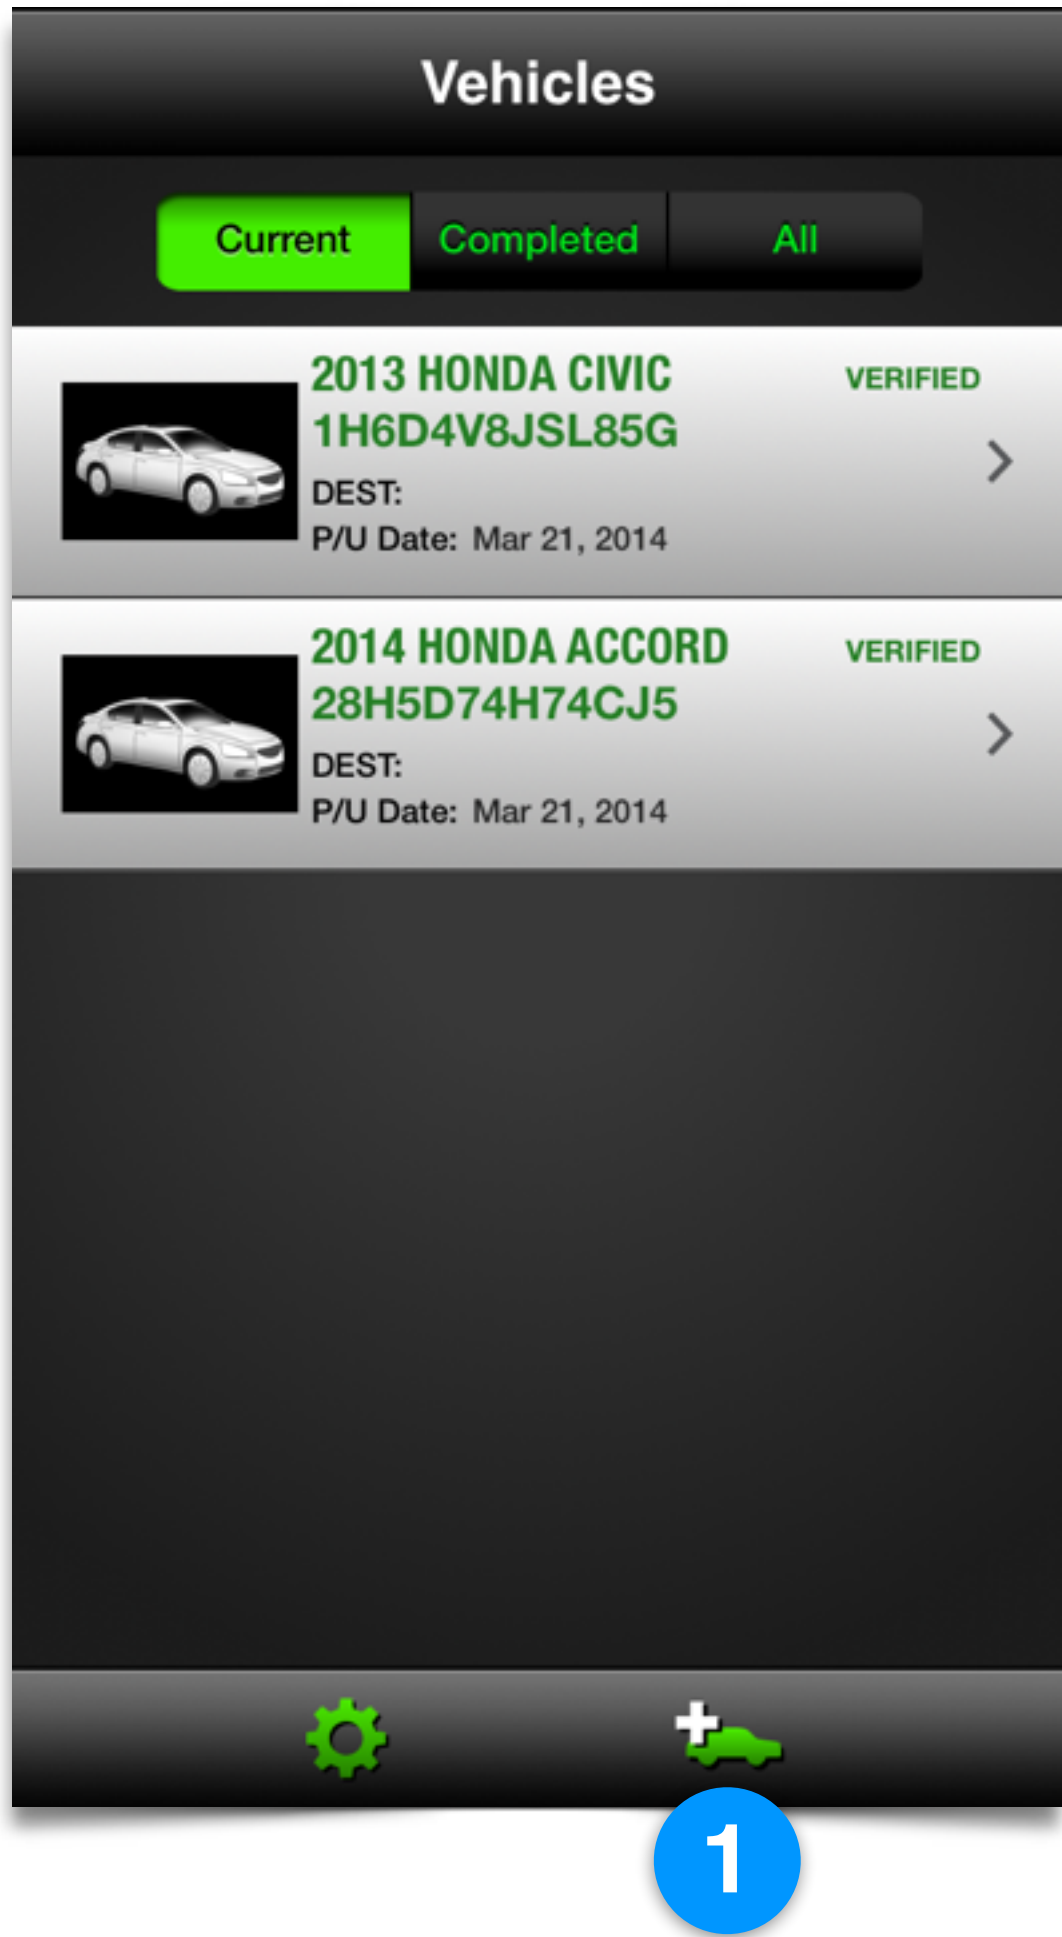 Vehicles
Current Completed All
2013 HONDA CIVIC VERIFIED
1H6D4V8JSL85G
DEST:
P/U Date: Mar 21, 2014
2014 HONDA ACCORD VERIFIED
28H5D74H74CJ5
DEST:
P/U Date: Mar 21, 2014
1